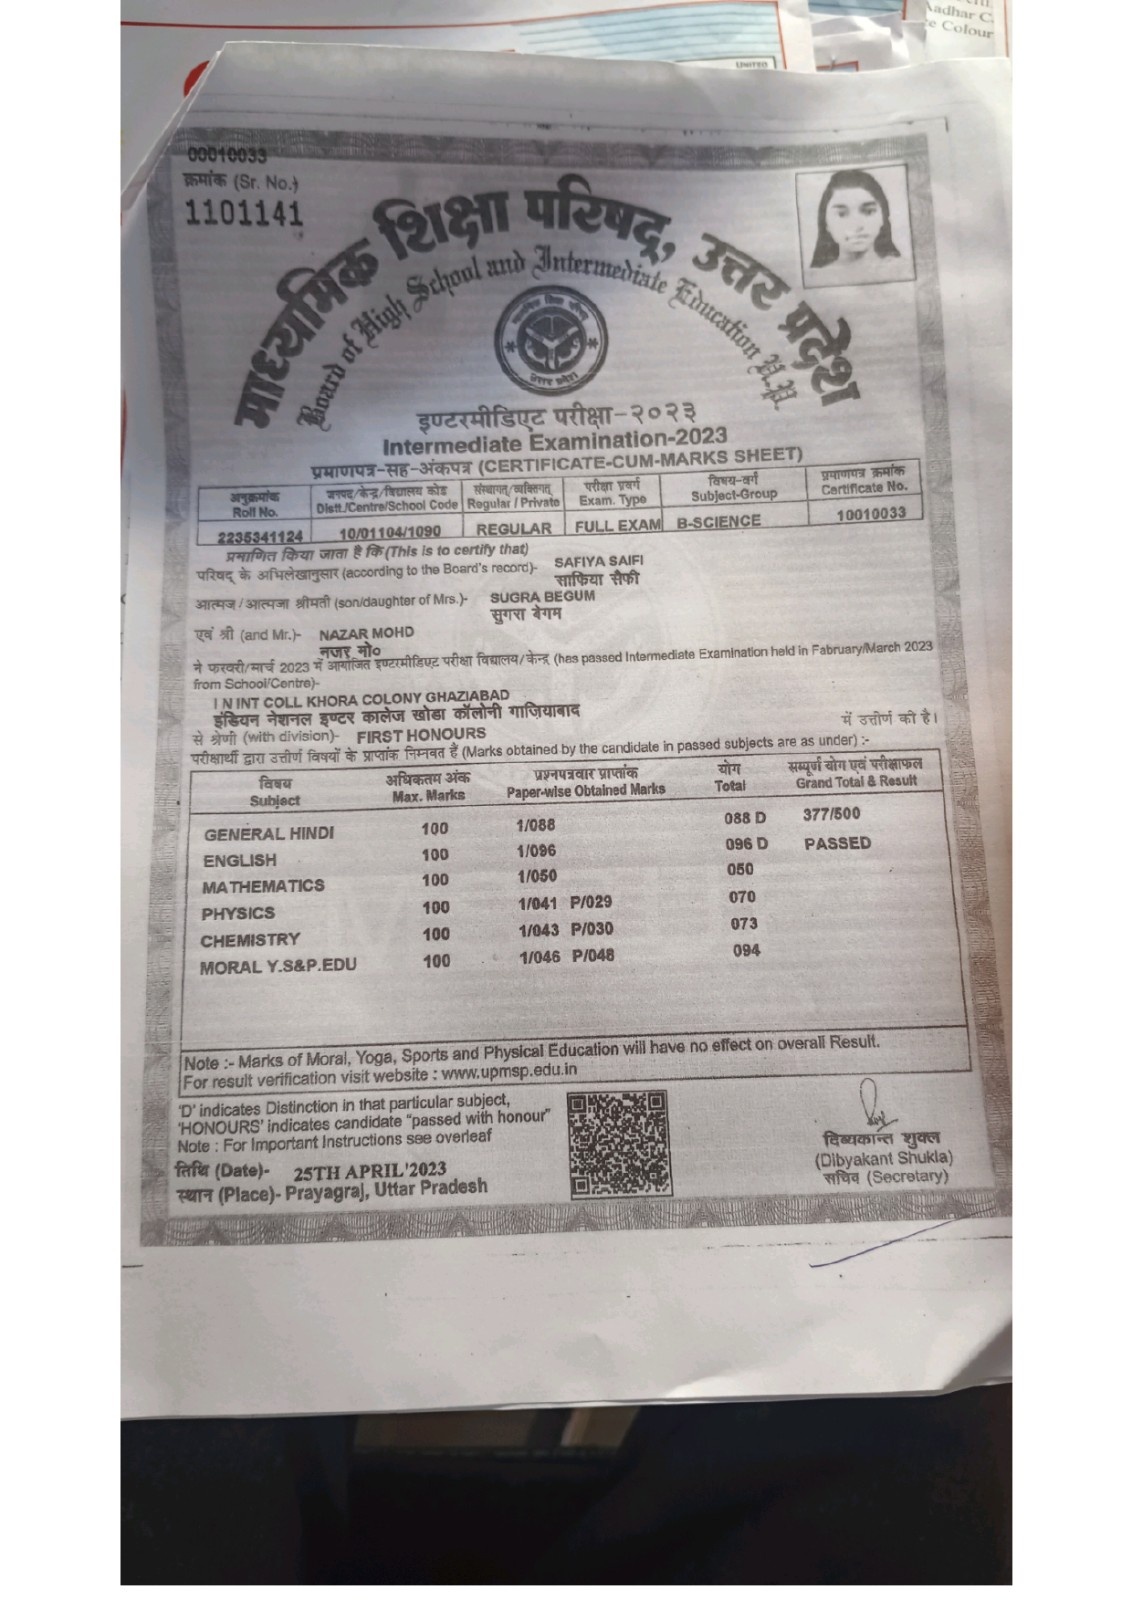 Aadhar C
e Colour
UNITED
00010033
क्रमांक (Sr. No.)
1101141
माध्यमिक शिक्षा परिषद्, उत्तर प्रदेश
Board of High School and Intermediate Education U.P.
उत्तर प्रदेश
इण्टरमीडिएट परीक्षा-२०२३
Intermediate Examination-2023
प्रमाणपत्र-सह-अंकपत्र (CERTIFICATE-CUM-MARKS SHEET)
अनुक्रमांक जनपद/केन्द्र/विद्यालय कोड संस्थागत/व्यक्तिगत परीक्षा प्रवर्ग विषय-वर्ग प्रमाणपत्र क्रमांक
Roll No. Distt./Centre/School Code Regular / Private Exam. Type Subject-Group Certificate No.
2235341124 10/01104/1090 REGULAR FULL EXAM B-SCIENCE 10010033
प्रमाणित किया जाता है कि (This is to certify that)
परिषद् के अभिलेखानुसार (according to the Board's record)- SAFIYA SAIFI
साफिया सैफी
आत्मज / आत्मजा श्रीमती (son/daughter of Mrs.)- SUGRA BEGUM
सुगरा बेगम
एवं श्री (and Mr.)- NAZAR MOHD
नजर मो०
ने फरवरी/मार्च 2023 में आयोजित इण्टरमीडिएट परीक्षा विद्यालय/केन्द्र (has passed Intermediate Examination held in Fabruary/March 2023
from School/Centre)-
I N INT COLL KHORA COLONY GHAZIABAD
इंडियन नेशनल इण्टर कालेज खोडा कॉलोनी गाज़ियाबाद
से श्रेणी (with division)- FIRST HONOURS में उत्तीर्ण की है।
परीक्षार्थी द्वारा उत्तीर्ण विषयों के प्राप्तांक निम्नवत हैं (Marks obtained by the candidate in passed subjects are as under) :-
विषय अधिकतम अंक प्रश्नपत्रवार प्राप्तांक योग सम्पूर्ण योग एवं परीक्षाफल
Subject Max. Marks Paper-wise Obtained Marks Total Grand Total & Result
GENERAL HINDI 100 1/088 088 D 377/500
ENGLISH 100 1/096 096 D PASSED
MATHEMATICS 100 1/050 050
PHYSICS 100 1/041 P/029 070
CHEMISTRY 100 1/043 P/030 073
MORAL Y.S&P.EDU 100 1/046 P/048 094
Note :- Marks of Moral, Yoga, Sports and Physical Education will have no effect on overall Result.
For result verification visit website : www.upmsp.edu.in
'D' indicates Distinction in that particular subject,
'HONOURS' indicates candidate "passed with honour"
Note : For Important Instructions see overleaf
तिथि (Date)- 25TH APRIL'2023
स्थान (Place)- Prayagraj, Uttar Pradesh
दिब्यकान्त शुक्ल
(Dibyakant Shukla)
सचिव (Secretary)